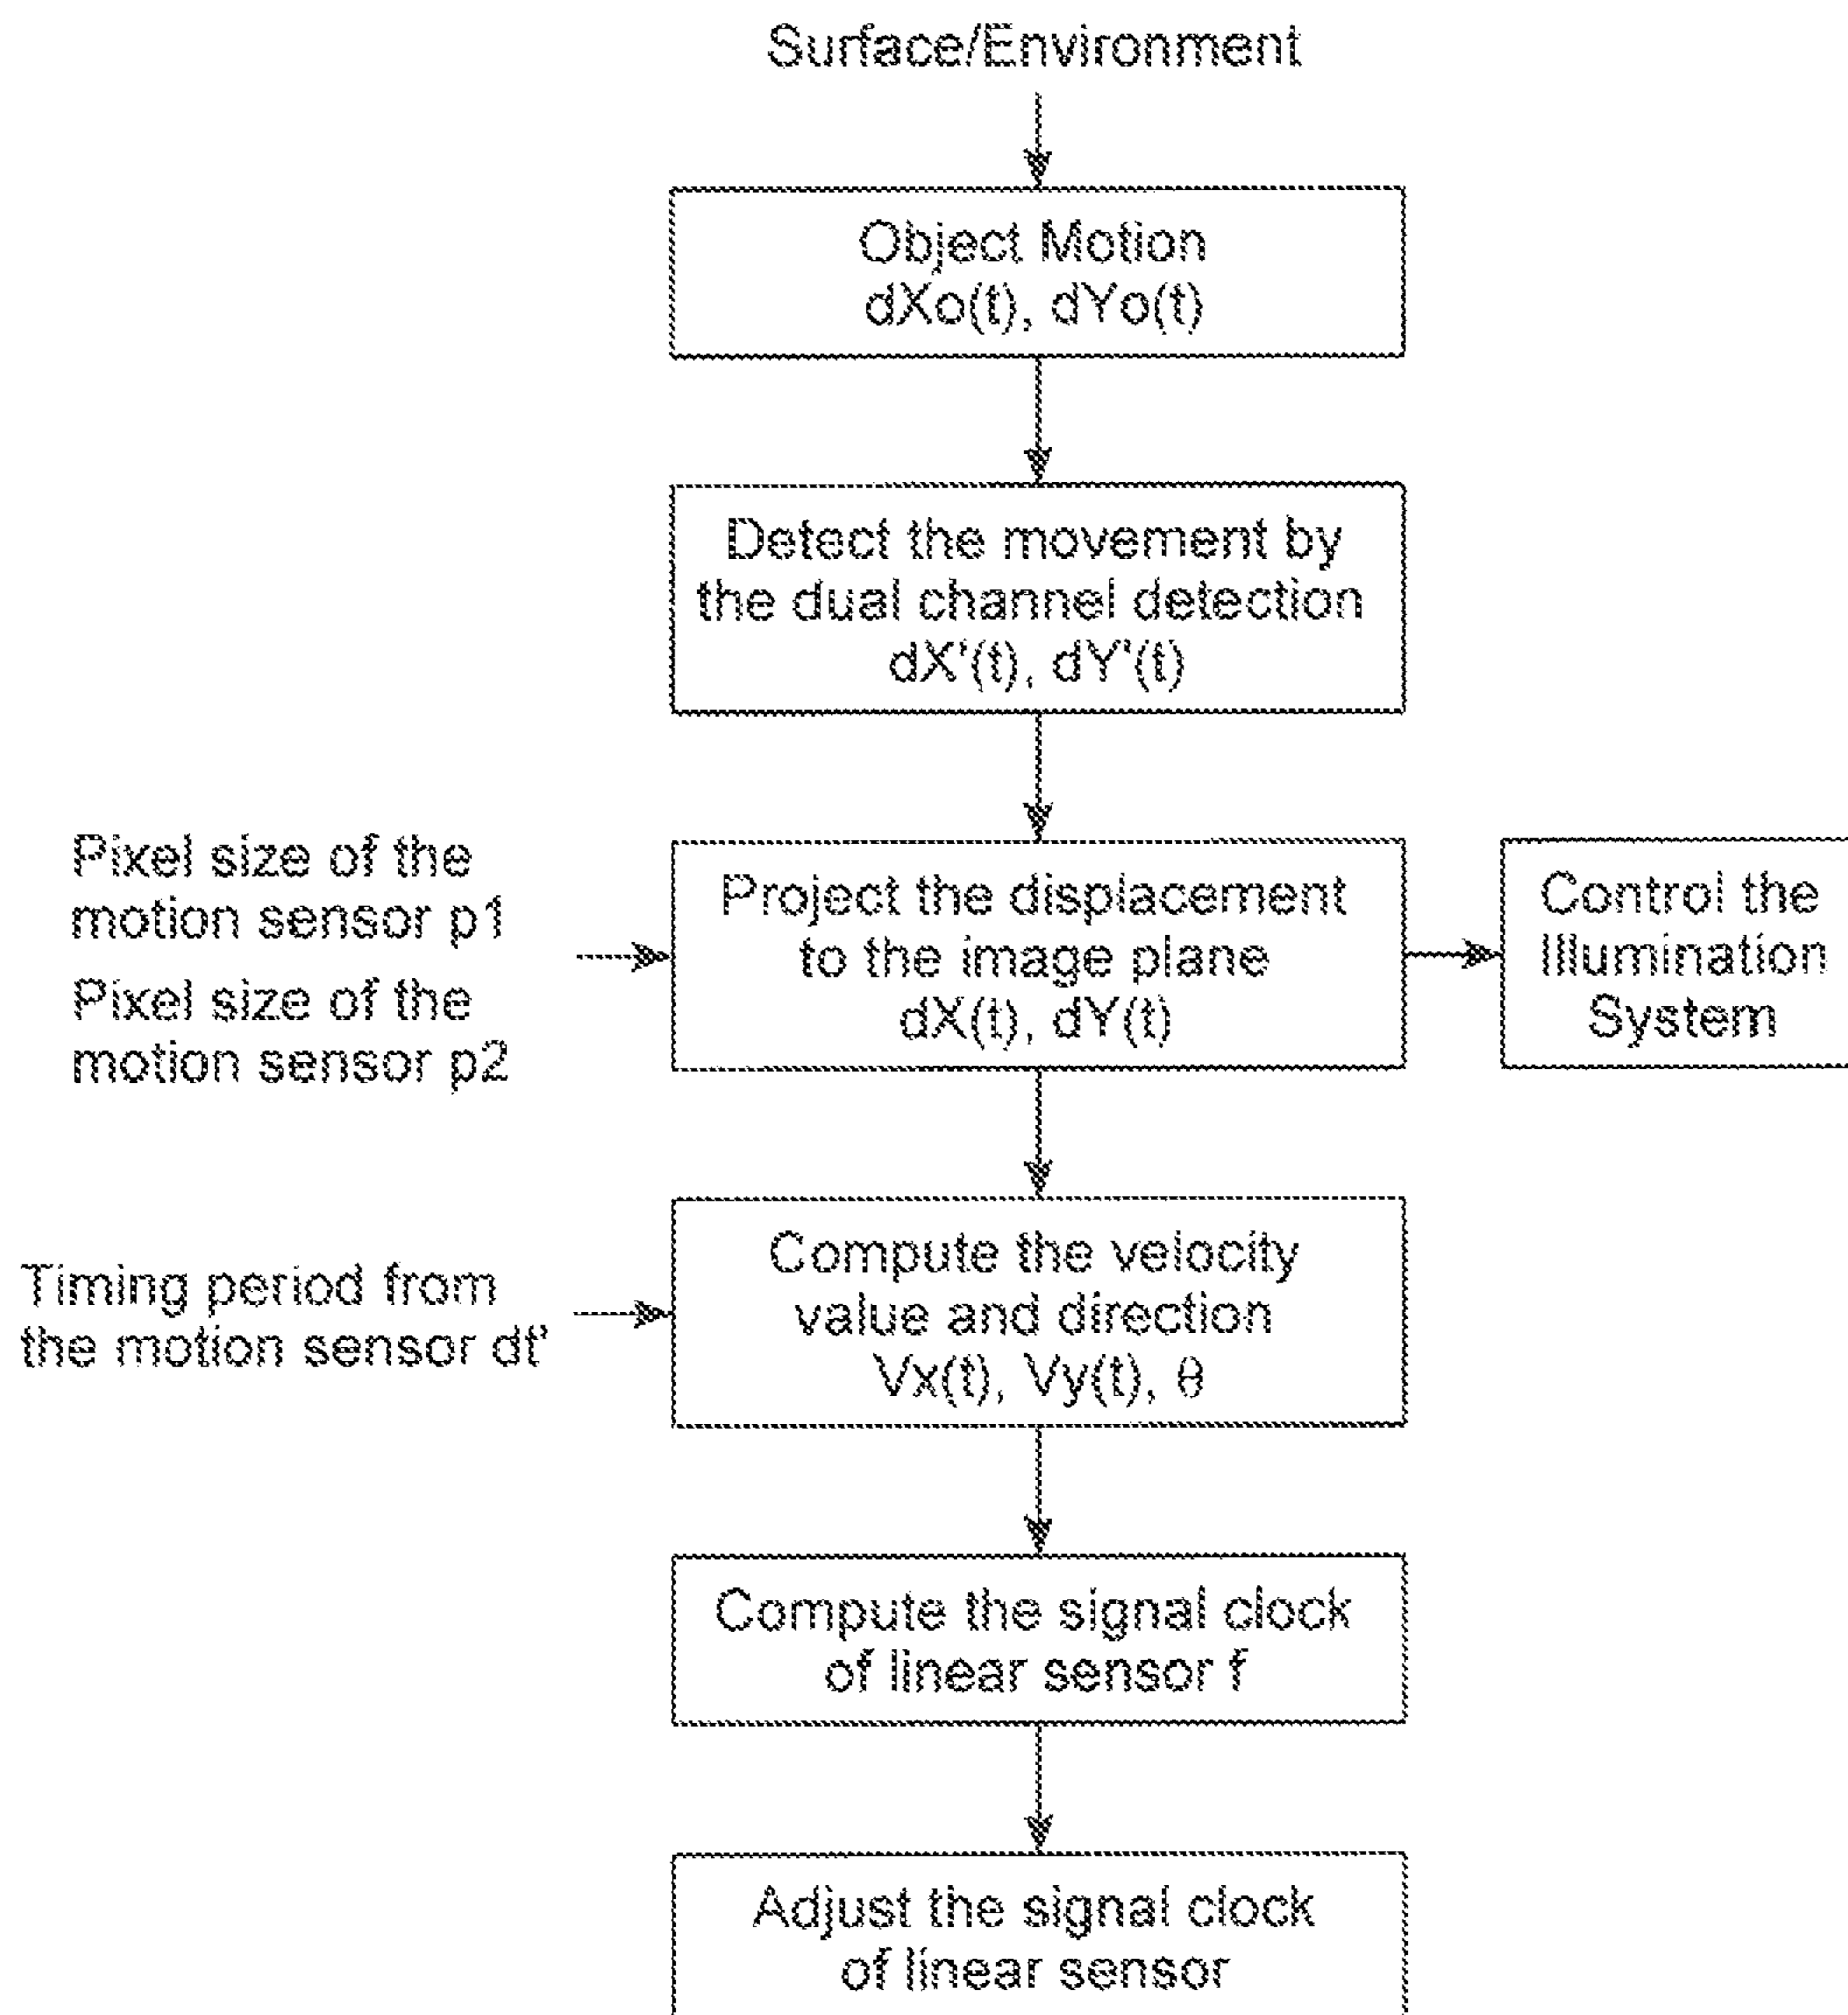 Surface/Environment
Object Motion
dXo(t), dYo(t)
Detect the movement by
the dual channel detection
dX'(t), dY'(t)
Pixel size of the
motion sensor p1
Pixel size of the
motion sensor p2
Project the displacement
to the image plane
dX(t), dY(t)
Control the
Illumination
System
Timing period from
the motion sensor dt'
Compute the velocity
value and direction
Vx(t), Vy(t), θ
Compute the signal clock
of linear sensor f
Adjust the signal clock
of linear sensor